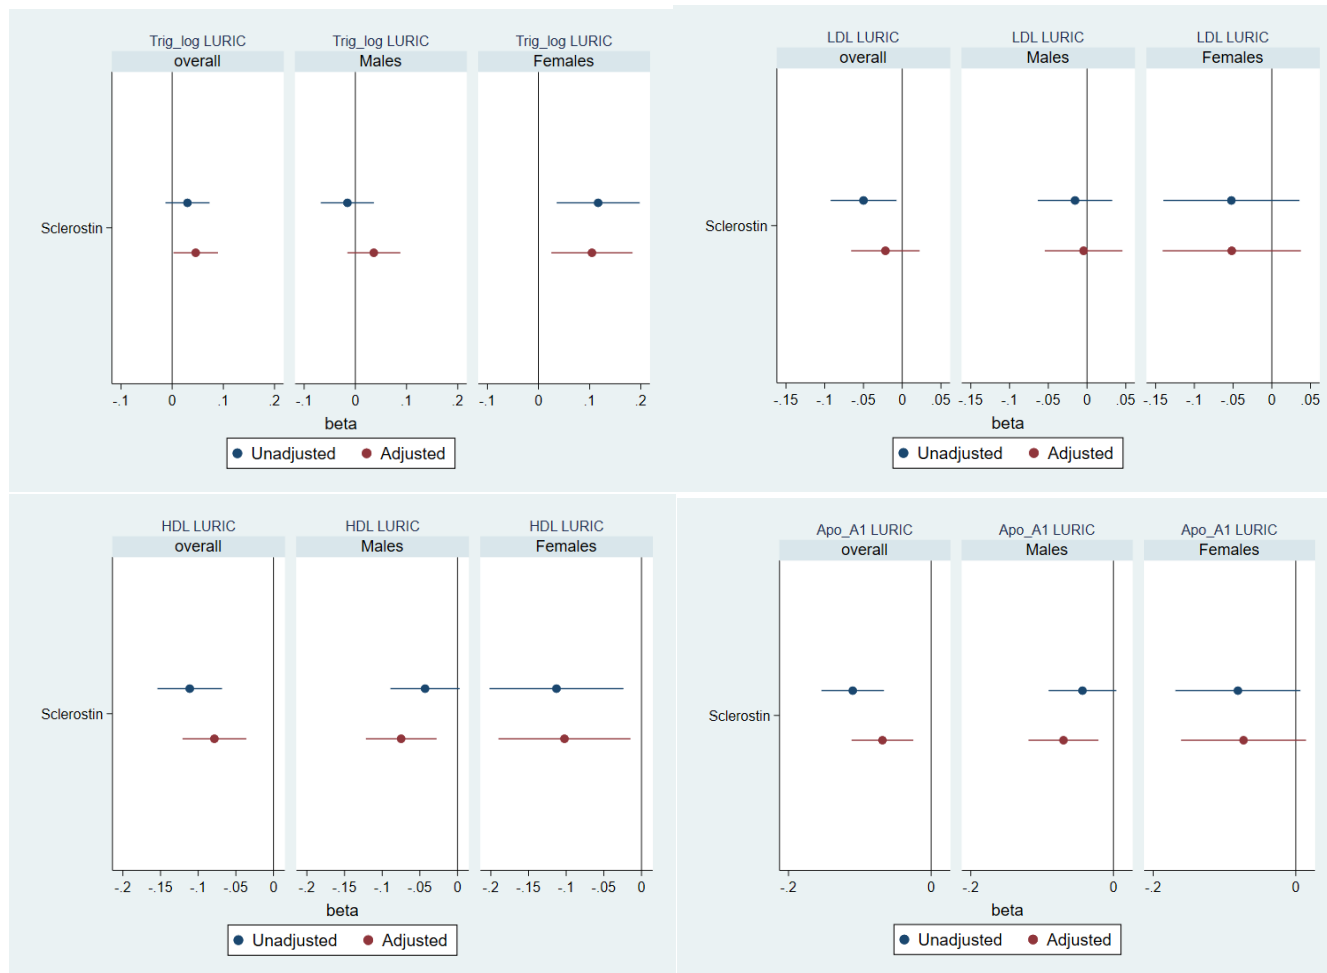 Trig_log LURIC Trig_log LURIC Trig_log LURIC
overall Males Females
Sclerostin
-.1 0 .1 .2 -.1 0 .1 .2 -.1 0 .1 .2
beta
Unadjusted Adjusted
LDL LURIC LDL LURIC LDL LURIC
overall Males Females
Sclerostin
-.15 -.1 -.05 0 .05 -.15 -.1 -.05 0 .05 -.15 -.1 -.05 0 .05
beta
Unadjusted Adjusted
HDL LURIC HDL LURIC HDL LURIC
overall Males Females
Sclerostin
-.2 -.15 -.1 -.05 0 -.2 -.15 -.1 -.05 0 -.2 -.15 -.1 -.05 0
beta
Unadjusted Adjusted
Apo_A1 LURIC Apo_A1 LURIC Apo_A1 LURIC
overall Males Females
Sclerostin
-.2 0 -.2 0 -.2 0
beta
Unadjusted Adjusted